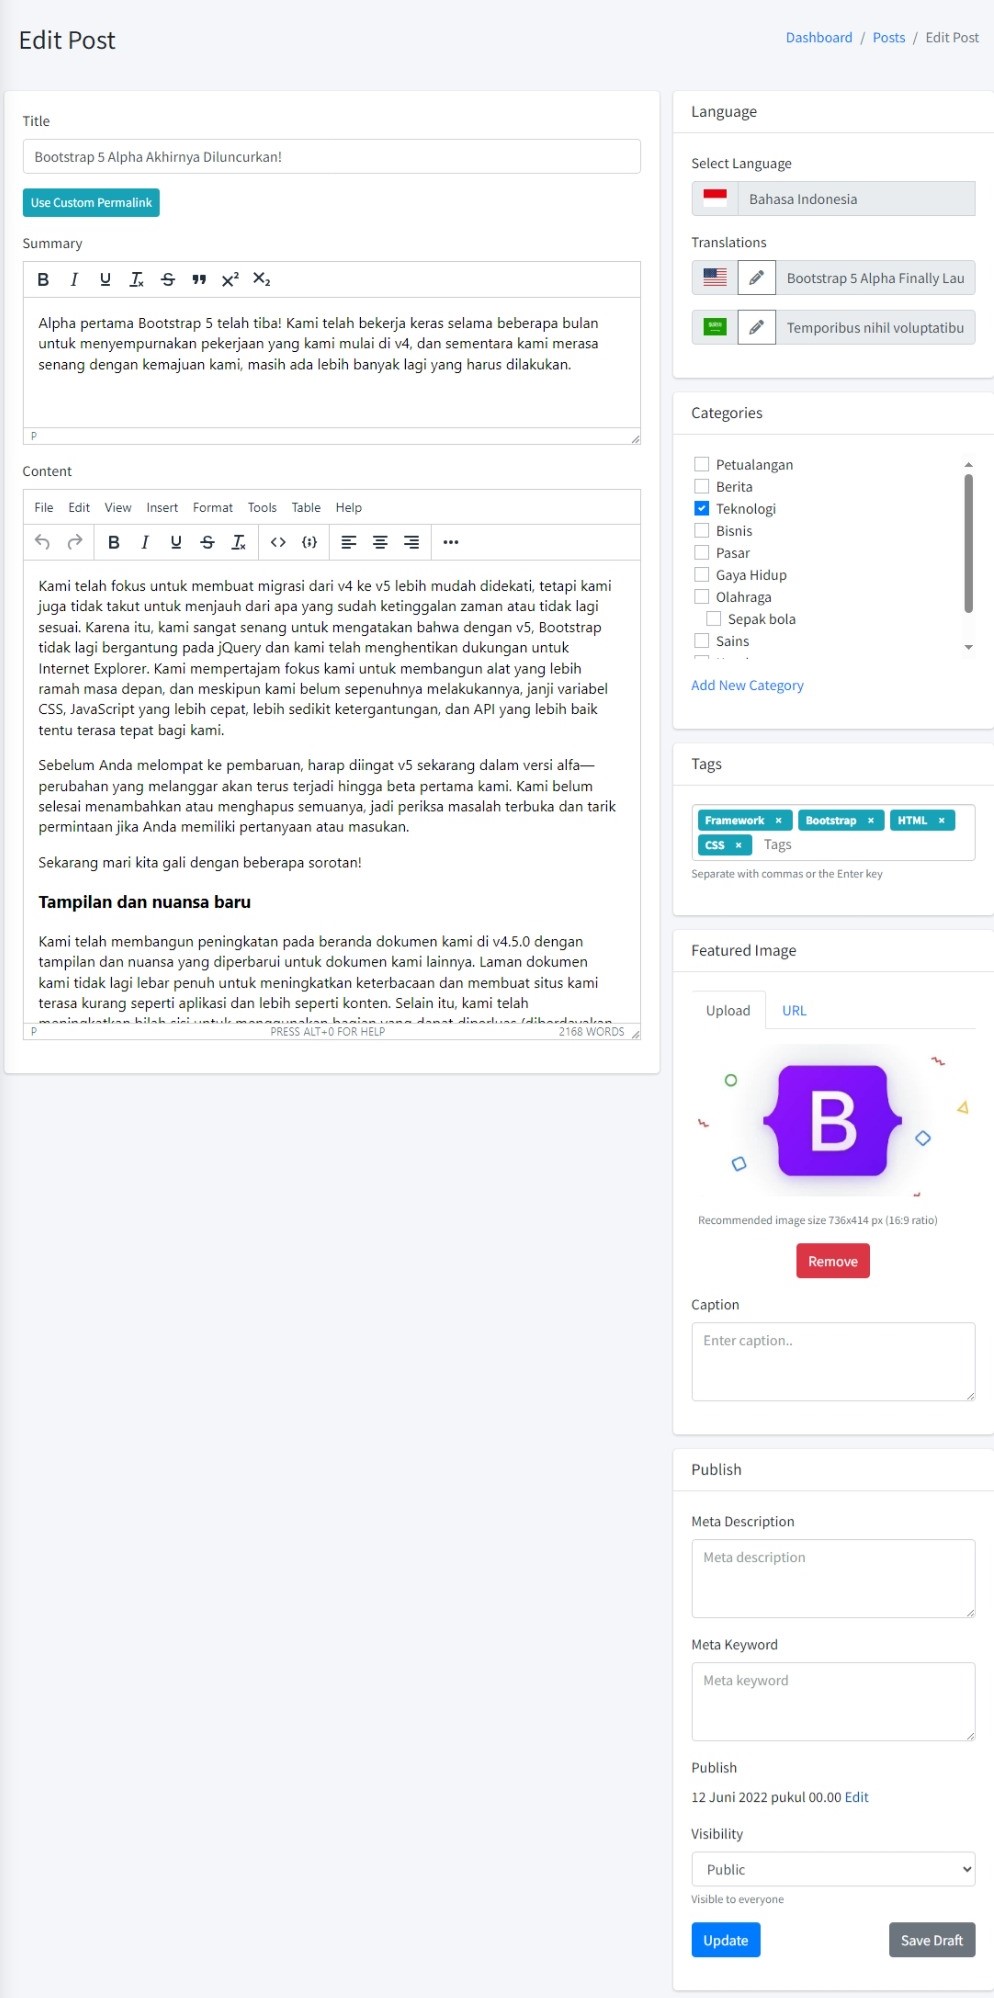 Edit Post
Dashboard / Posts / Edit Post
Title
Bootstrap 5 Alpha Akhirnya Diluncurkan!
Use Custom Permalink
Summary
B I U Tx S X² X₂
Alpha pertama Bootstrap 5 telah tiba! Kami telah bekerja keras selama beberapa bulan
untuk menyempurnakan pekerjaan yang kami mulai di v4, dan sementara kami merasa
senang dengan kemajuan kami, masih ada lebih banyak lagi yang harus dilakukan.
P
Content
File Edit View Insert Format Tools Table Help
B I U S Tx
Kami telah fokus untuk membuat migrasi dari v4 ke v5 lebih mudah didekati, tetapi kami
juga tidak takut untuk menjauh dari apa yang sudah ketinggalan zaman atau tidak lagi
sesuai. Karena itu, kami sangat senang untuk mengatakan bahwa dengan v5, Bootstrap
tidak lagi bergantung pada jQuery dan kami telah menghentikan dukungan untuk
Internet Explorer. Kami mempertajam fokus kami untuk membangun alat yang lebih
ramah masa depan, dan meskipun kami belum sepenuhnya melakukannya, janji variabel
CSS, JavaScript yang lebih cepat, lebih sedikit ketergantungan, dan API yang lebih baik
tentu terasa tepat bagi kami.
Sebelum Anda melompat ke pembaruan, harap diingat v5 sekarang dalam versi alfa—
perubahan yang melanggar akan terus terjadi hingga beta pertama kami. Kami belum
selesai menambahkan atau menghapus semuanya, jadi periksa masalah terbuka dan tarik
permintaan jika Anda memiliki pertanyaan atau masukan.
Sekarang mari kita gali dengan beberapa sorotan!
Tampilan dan nuansa baru
Kami telah membangun peningkatan pada beranda dokumen kami di v4.5.0 dengan
tampilan dan nuansa yang diperbarui untuk dokumen kami lainnya. Laman dokumen
kami tidak lagi lebar penuh untuk meningkatkan keterbacaan dan membuat situs kami
terasa kurang seperti aplikasi dan lebih seperti konten. Selain itu, kami telah
meningkatkan bilah sisi untuk menggunakan bagian yang dapat diperluas (diberdayakan
P PRESS ALT+0 FOR HELP 2168 WORDS
Language
Select Language
Bahasa Indonesia
Translations
Bootstrap 5 Alpha Finally Lau
Temporibus nihil voluptatibu
Categories
Petualangan
Berita
Teknologi
Bisnis
Pasar
Gaya Hidup
Olahraga
Sepak bola
Sains
Add New Category
Tags
Framework × Bootstrap × HTML ×
CSS × Tags
Separate with commas or the Enter key
Featured Image
Upload URL
B
Recommended image size 736x414 px (16:9 ratio)
Remove
Caption
Enter caption..
Publish
Meta Description
Meta description
Meta Keyword
Meta keyword
Publish
12 Juni 2022 pukul 00.00 Edit
Visibility
Public
Visible to everyone
Update Save Draft